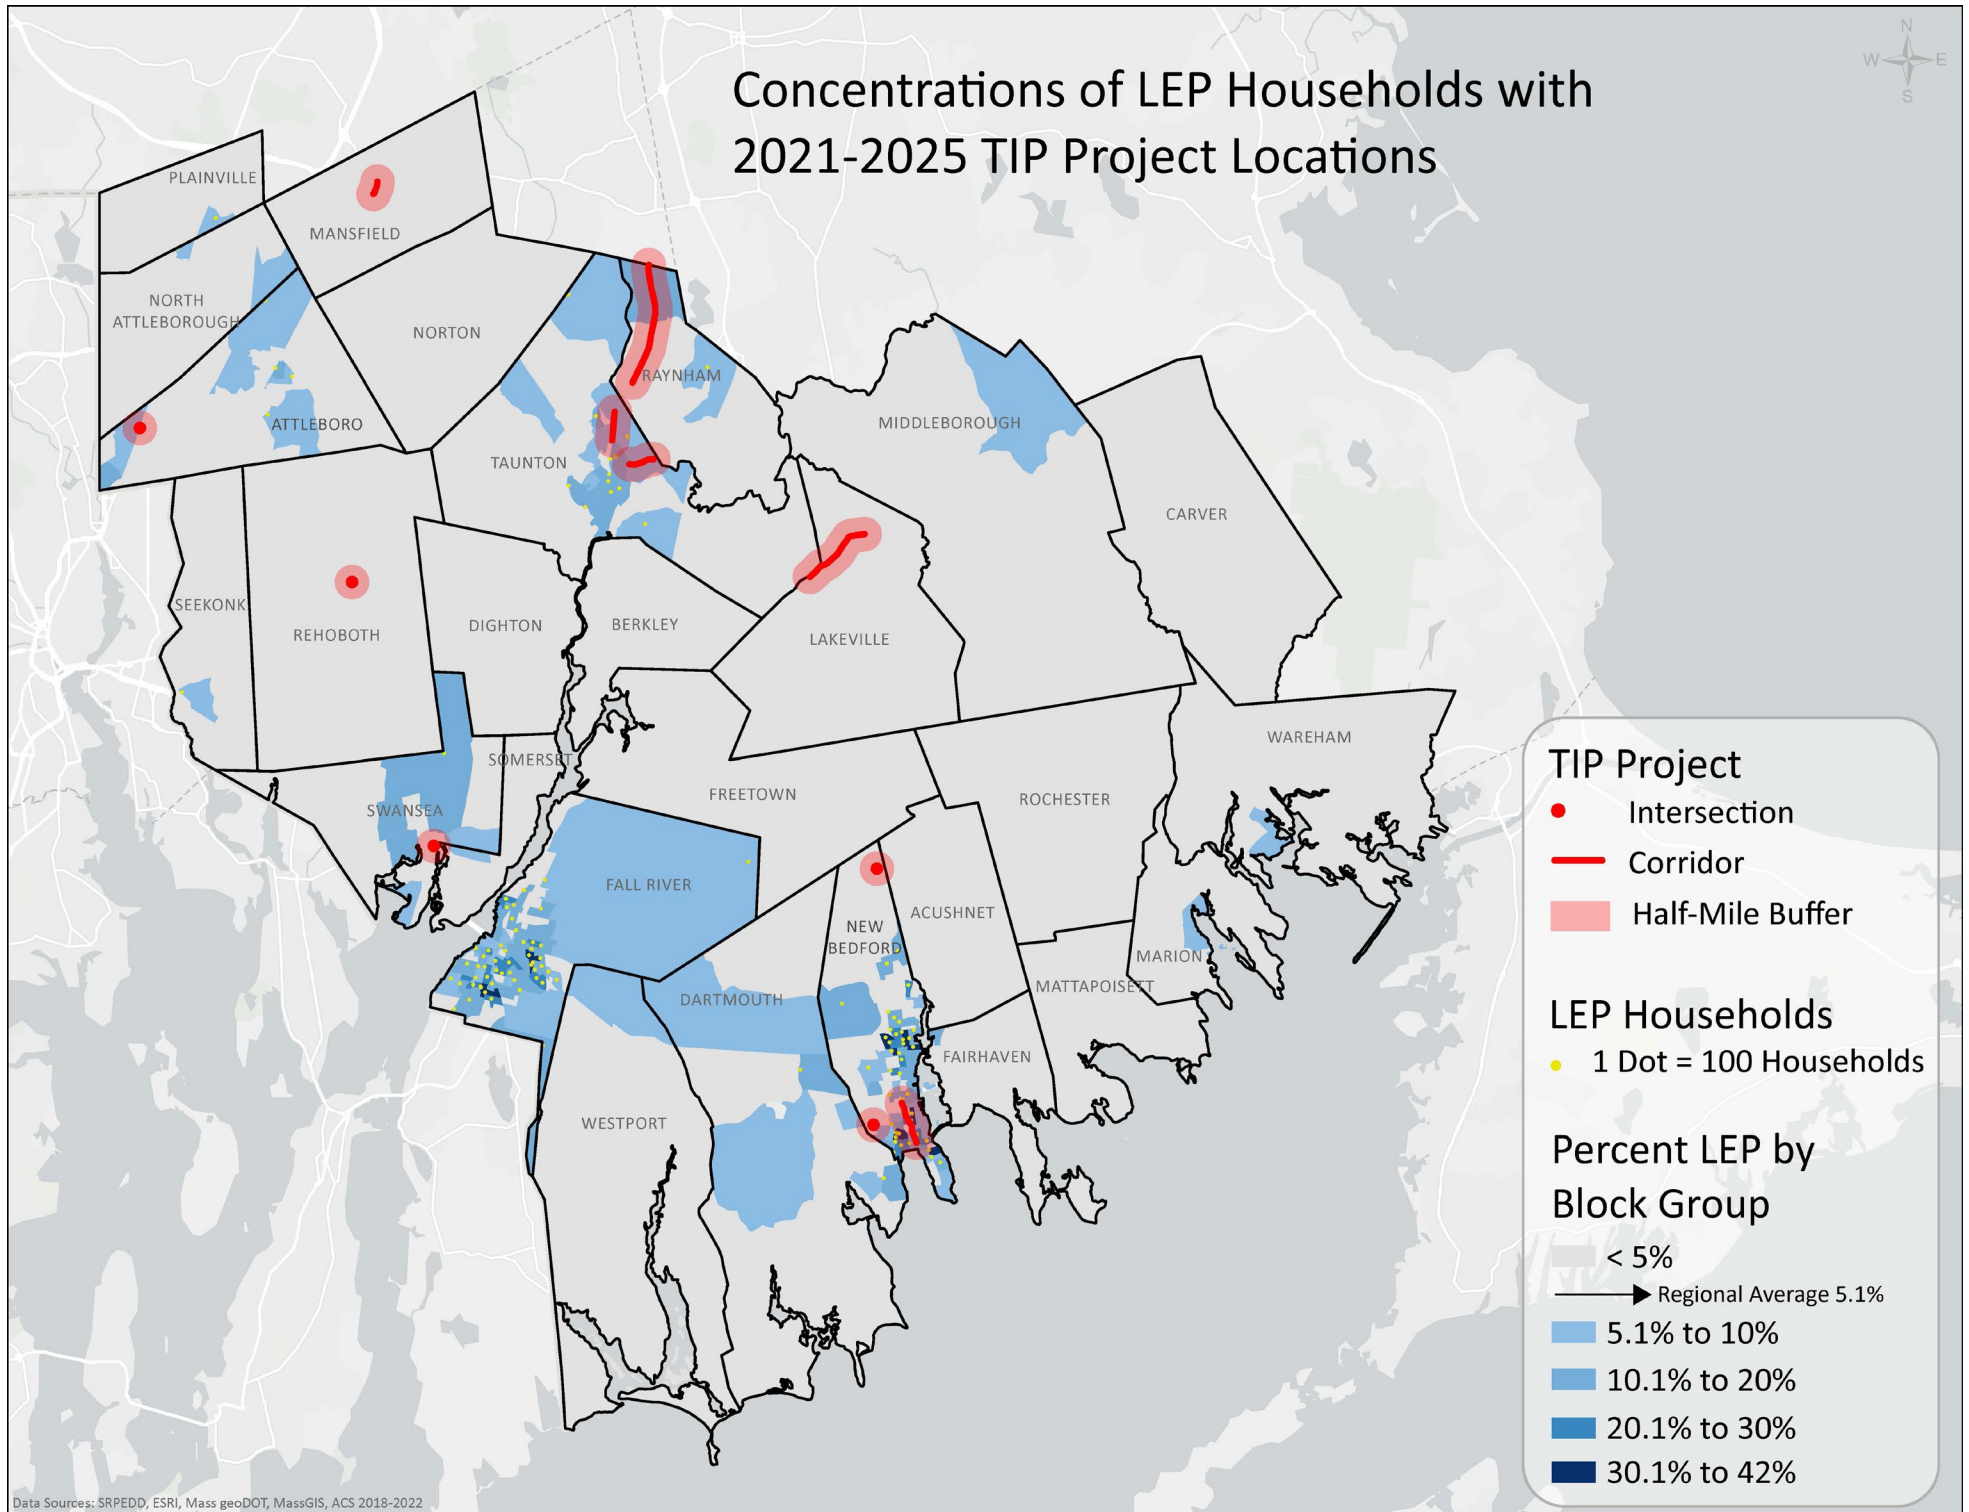 N
W E
S
Concentrations of LEP Households with
2021-2025 TIP Project Locations
PLAINVILLE
MANSFIELD
NORTH
ATTLEBOROUGH
NORTON
RAYNHAM
ATTLEBORO
MIDDLEBOROUGH
TAUNTON
CARVER
SEEKONK
REHOBOTH
DIGHTON
BERKLEY
LAKEVILLE
WAREHAM
SOMERSET
FREETOWN
ROCHESTER
SWANSEA
FALL RIVER
ACUSHNET
NEW
BEDFORD
MARION
MATTAPOISETT
DARTMOUTH
FAIRHAVEN
WESTPORT
TIP Project
Intersection
Corridor
Half-Mile Buffer
LEP Households
1 Dot = 100 Households
Percent LEP by
Block Group
< 5%
Regional Average 5.1%
5.1% to 10%
10.1% to 20%
20.1% to 30%
30.1% to 42%
Data Sources: SRPEDD, ESRI, Mass geoDOT, MassGIS, ACS 2018-2022